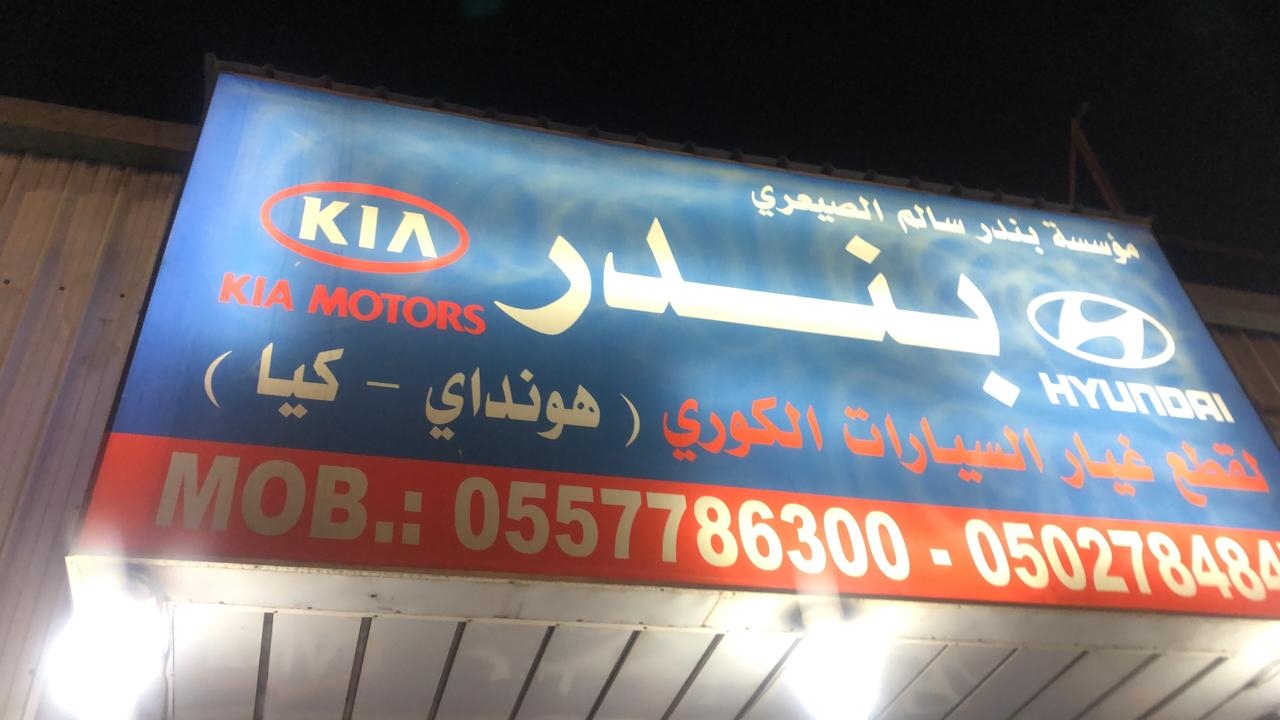 مؤسسة بندر سالم الصيعري
بندر
KIA
KIA MOTORS
HYUNDAI
لقطع غيار السيارات الكوري ( هونداي - كيا )
MOB.: 0557786300 - 050278484